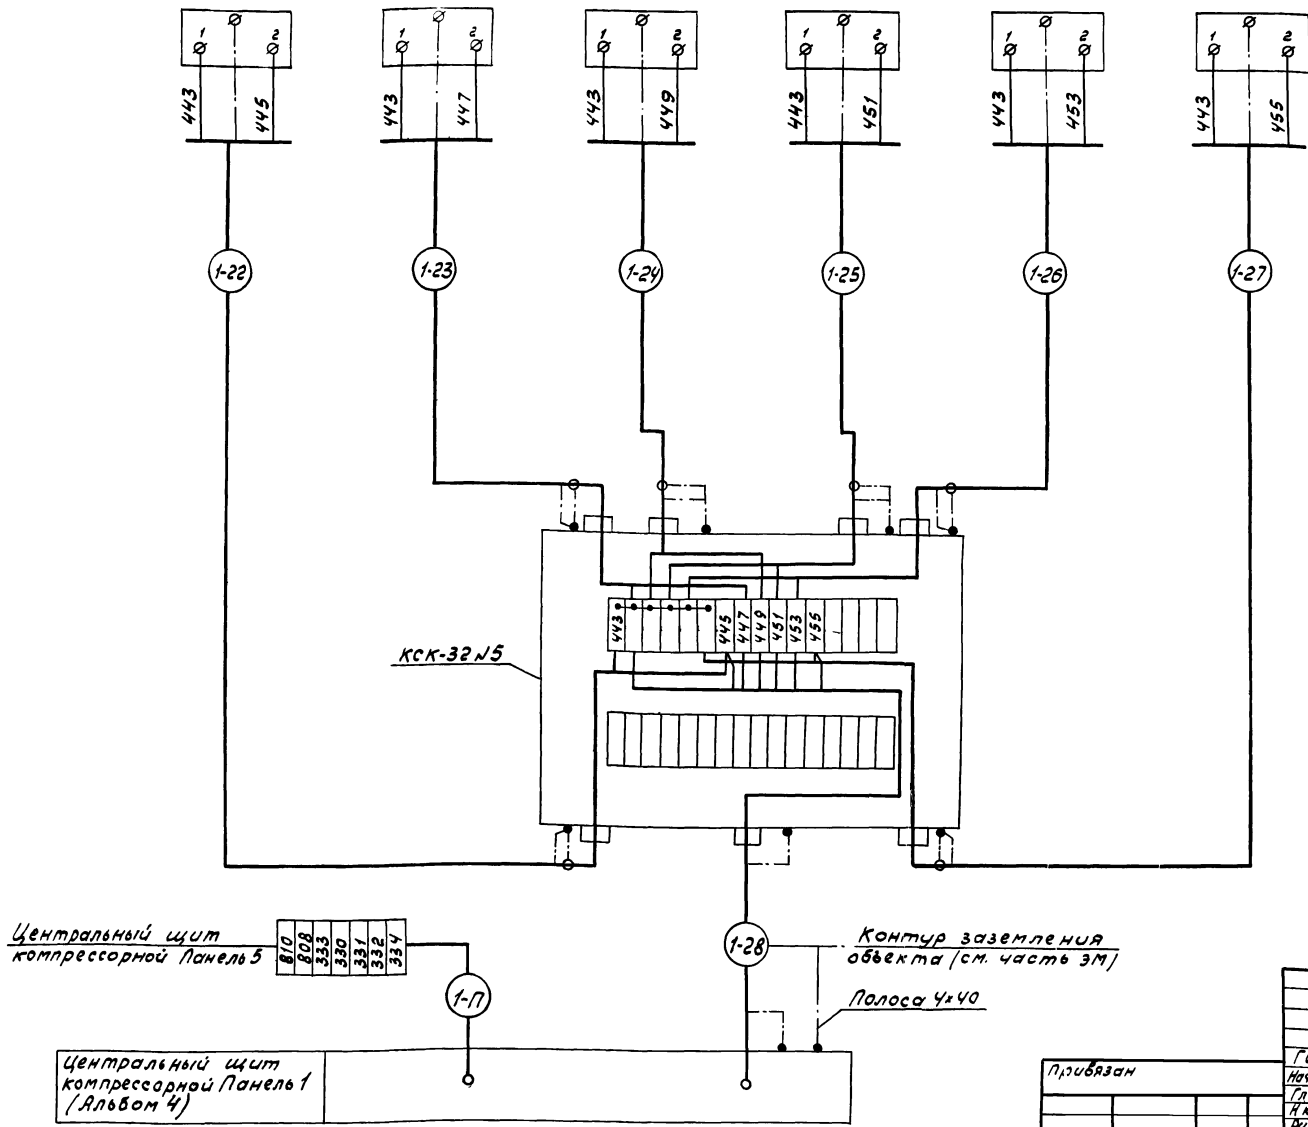 1 2 1 2 1 2 1 2 1 2 1 2
443 445 443 447 443 449 443 451 443 453 443 455
1-22 1-23 1-24 1-25 1-26 1-27
443 445 447 449 451 453 455
КСК-32 №5
Центральный щит
компрессорной Панель 5
810 808 333 330 331 332 334
1-28
Контур заземления
объекта (см. часть ЭМ)
1-П
Полоса 4×40
Центральный щит
компрессорной Панель 1
(Альбом 4)
Привязан